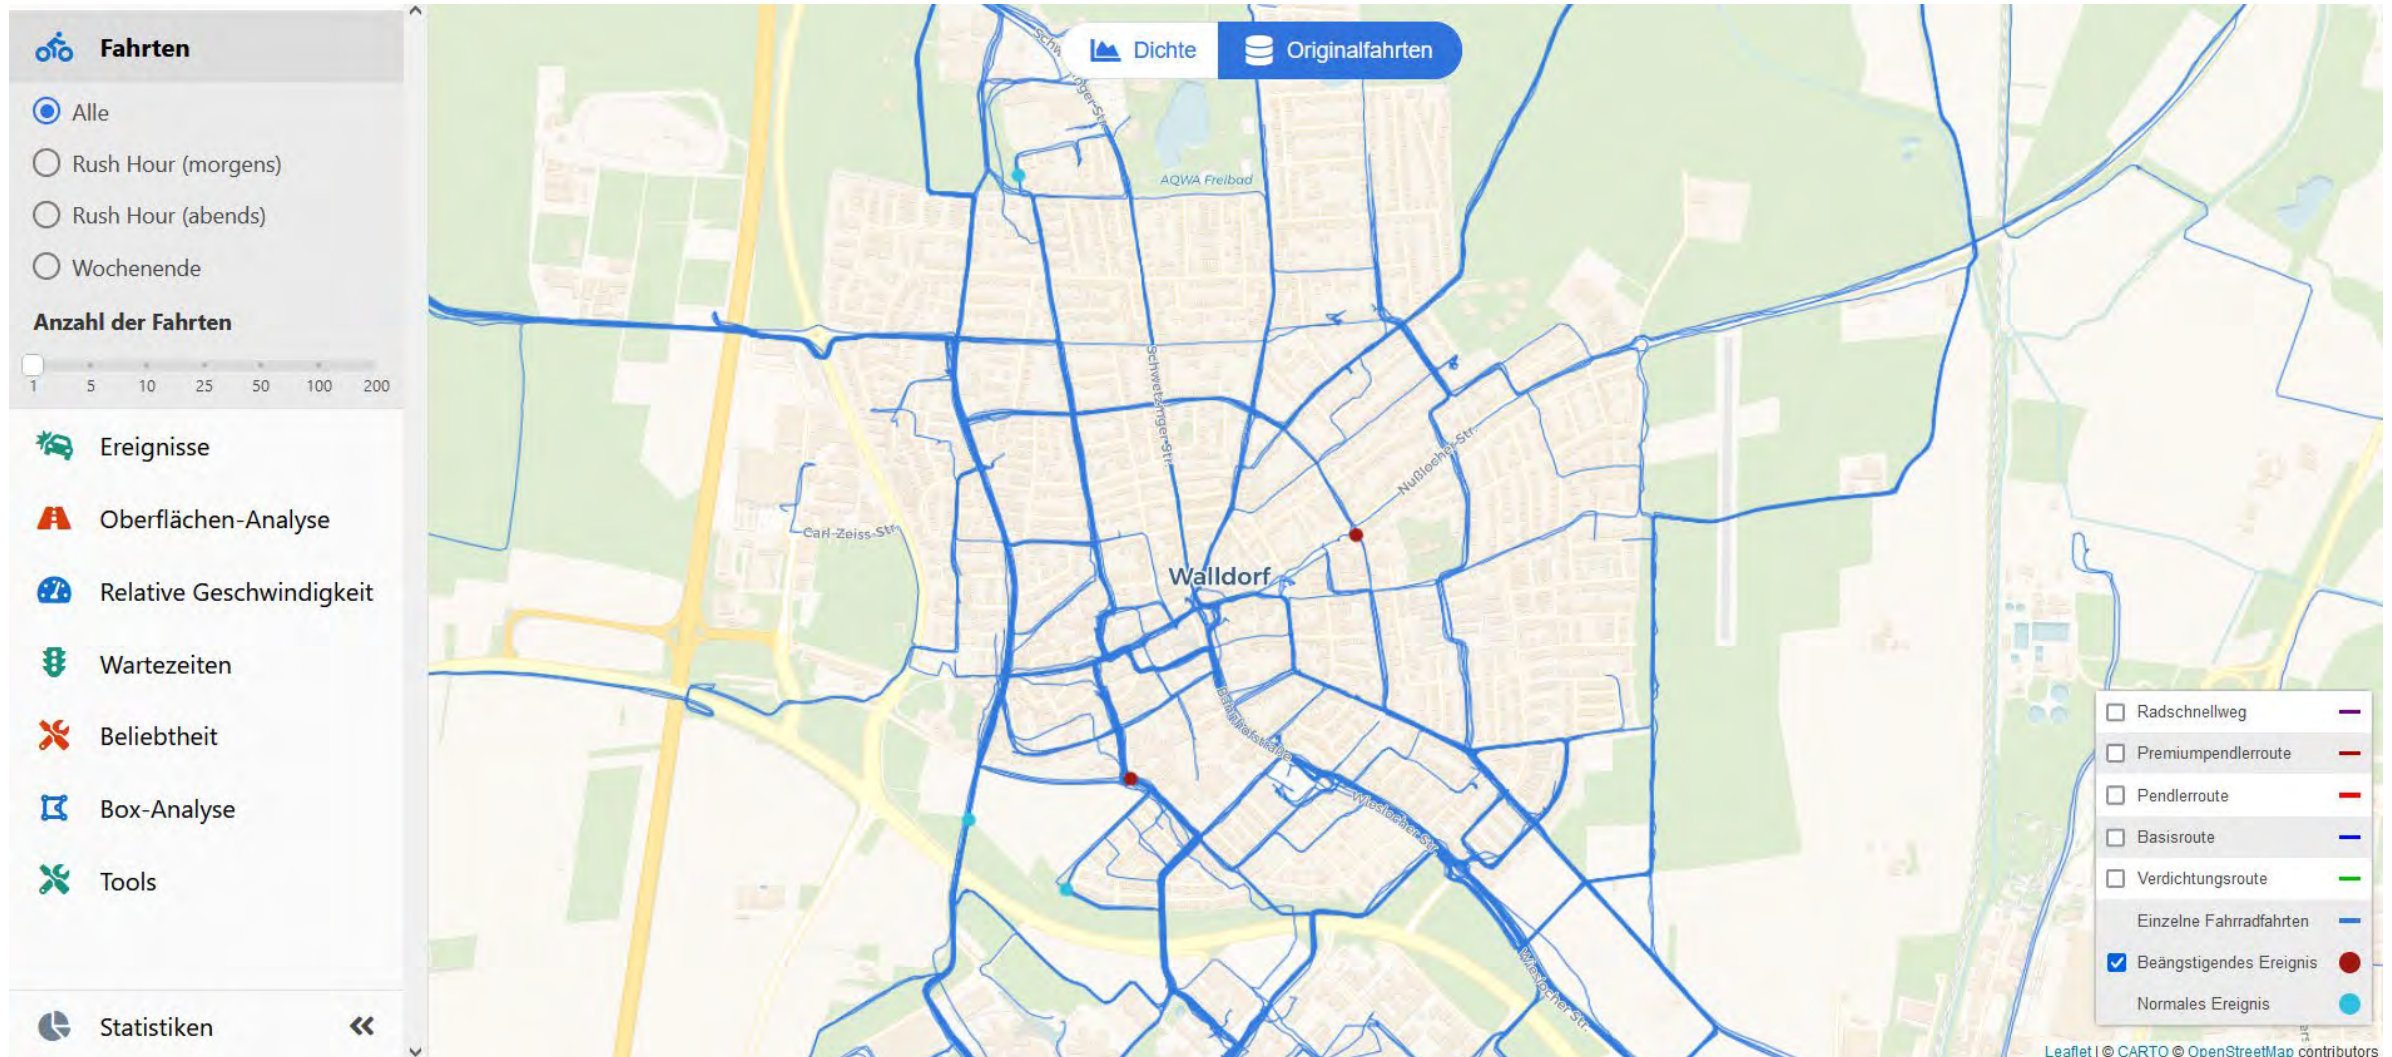 Fahrten
Alle
Rush Hour (morgens)
Rush Hour (abends)
Wochenende
Anzahl der Fahrten
1 5 10 25 50 100 200
Ereignisse
Oberflächen-Analyse
Relative Geschwindigkeit
Wartezeiten
Beliebtheit
Box-Analyse
Tools
Statistiken
Dichte
Originalfahrten
AQWA Freibad
Schwetzinger-Str.
Nußlocher-Str.
Carl-Zeiss-Str.
Walldorf
Bahnhofstraße
Wieslocher Str.
Wieslocher Str.
Radschnellweg
Premiumpendlerroute
Pendlerroute
Basisroute
Verdichtungsroute
Einzelne Fahrradfahrten
Beängstigendes Ereignis
Normales Ereignis
Leaflet | © CARTO © OpenStreetMap contributors